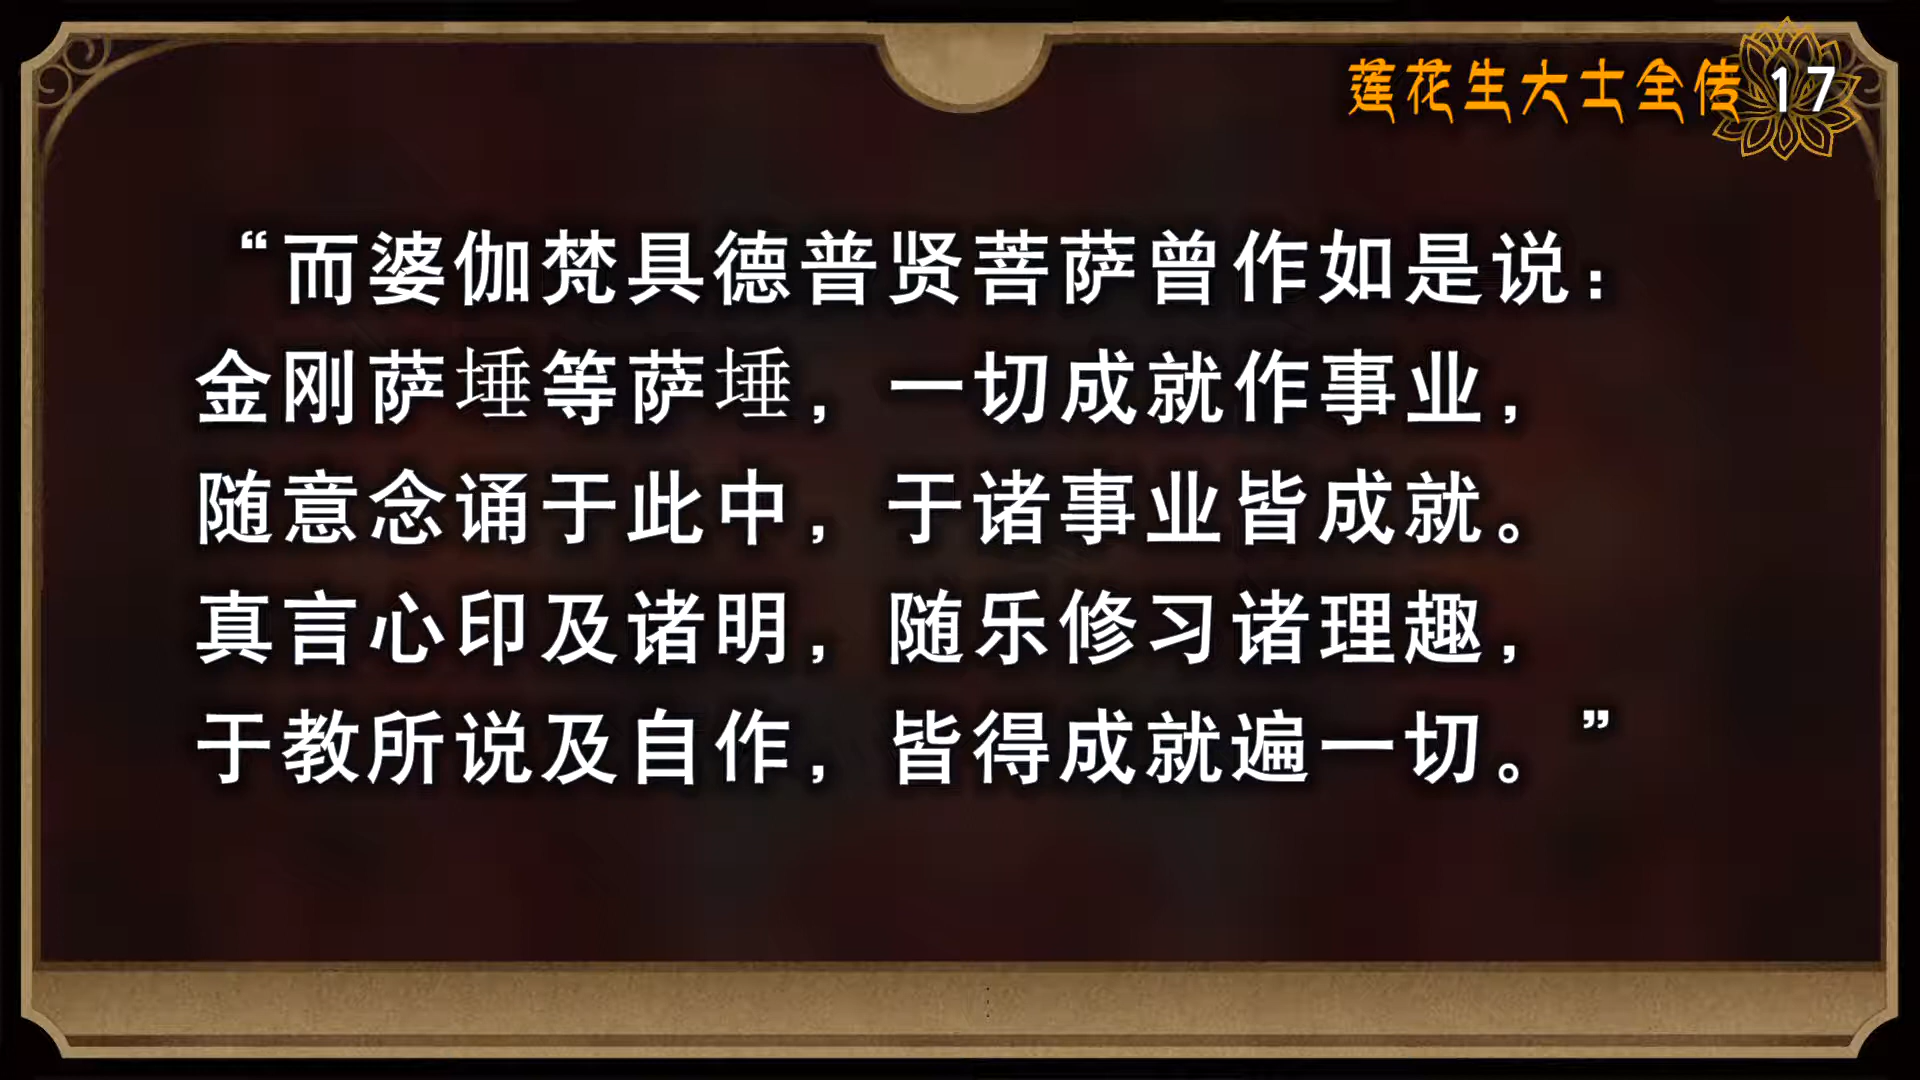 莲花生大士全传 17
“而婆伽梵具德普贤菩萨曾作如是说：
金刚萨埵等萨埵，一切成就作事业，
随意念诵于此中，于诸事业皆成就。
真言心印及诸明，随乐修习诸理趣，
于教所说及自作，皆得成就遍一切。”